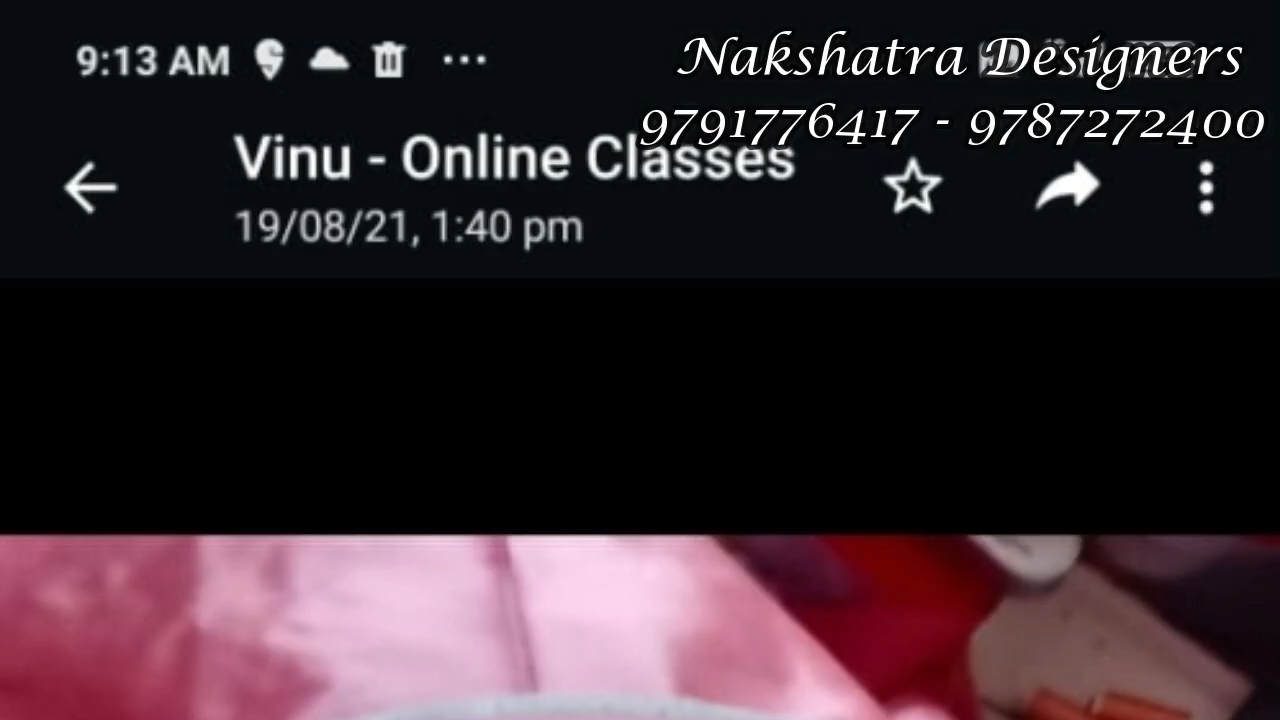 9:13 AM
Nakshatra Designers
9791776417 - 9787272400
Vinu - Online Classes
19/08/21, 1:40 pm